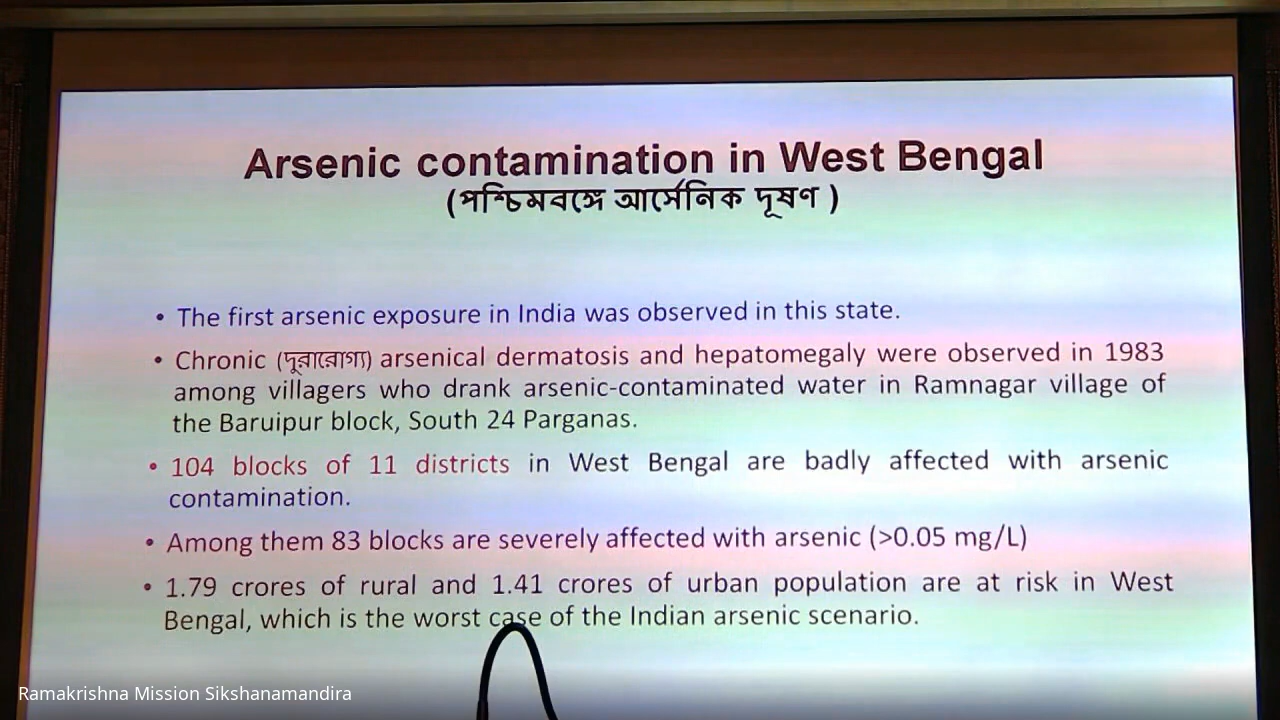 Arsenic contamination in West Bengal
(পশ্চিমবঙ্গে আর্সেনিক দূষণ )
• The first arsenic exposure in India was observed in this state.
• Chronic (দুরারোগ্য) arsenical dermatosis and hepatomegaly were observed in 1983
among villagers who drank arsenic-contaminated water in Ramnagar village of
the Baruipur block, South 24 Parganas.
• 104 blocks of 11 districts in West Bengal are badly affected with arsenic
contamination.
• Among them 83 blocks are severely affected with arsenic (>0.05 mg/L)
• 1.79 crores of rural and 1.41 crores of urban population are at risk in West
Bengal, which is the worst case of the Indian arsenic scenario.
Ramakrishna Mission Sikshanamandira